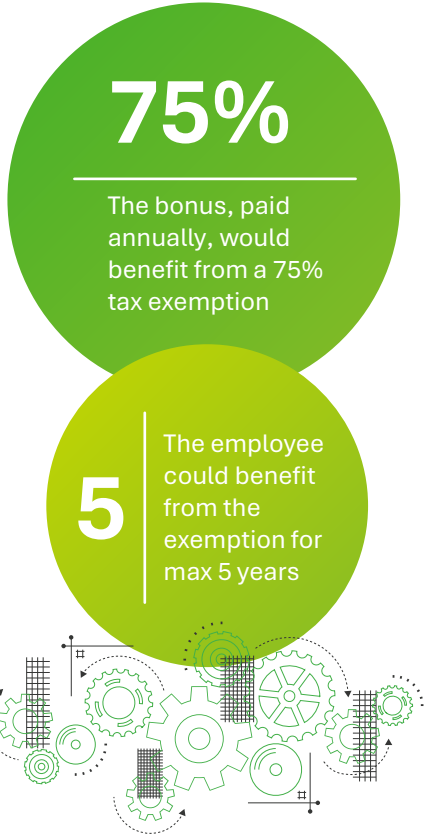 75%
The bonus, paid
annually, would
benefit from a 75%
tax exemption
5
The employee
could benefit
from the
exemption for
max 5 years